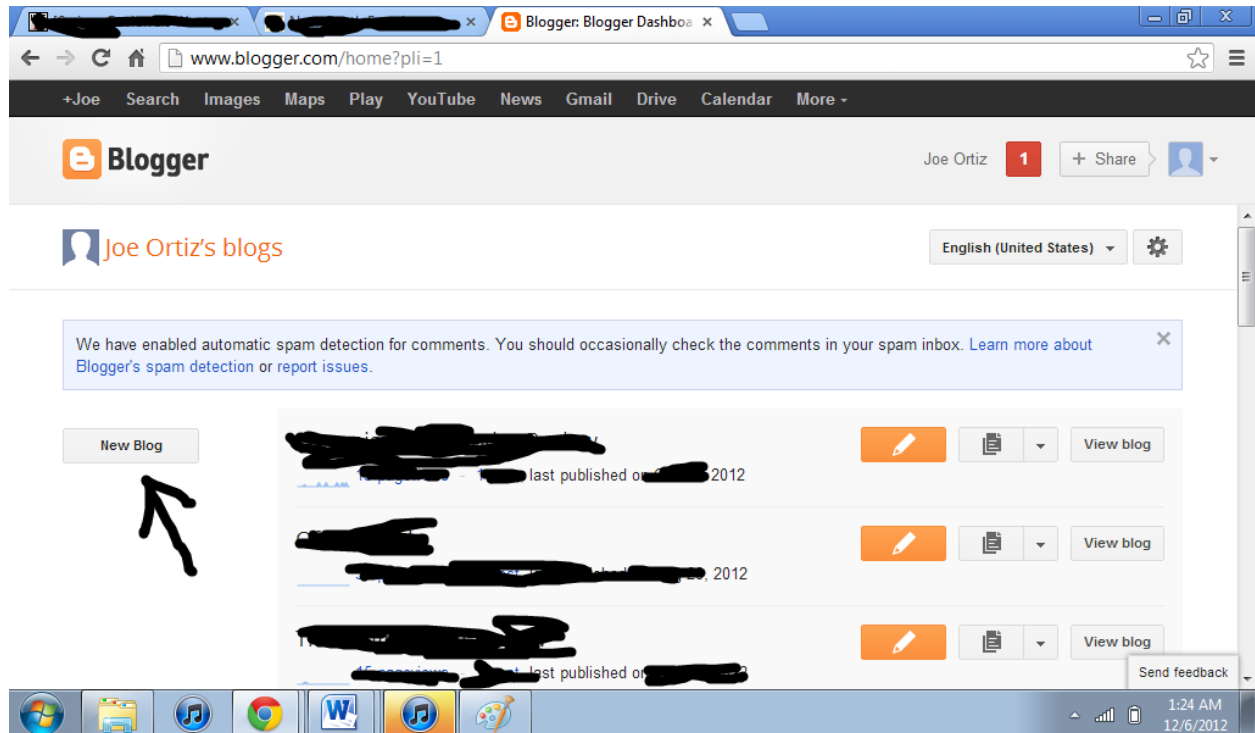 Blogger: Blogger Dashboa
www.blogger.com/home?pli=1
+Joe Search Images Maps Play YouTube News Gmail Drive Calendar More
Blogger
Joe Ortiz 1 + Share
Joe Ortiz's blogs
English (United States)
We have enabled automatic spam detection for comments. You should occasionally check the comments in your spam inbox. Learn more about
Blogger's spam detection or report issues.
New Blog
View blog
last published on 2012
View blog
, 2012
View blog
15 pageviews - last published on
Send feedback
1:24 AM
12/6/2012